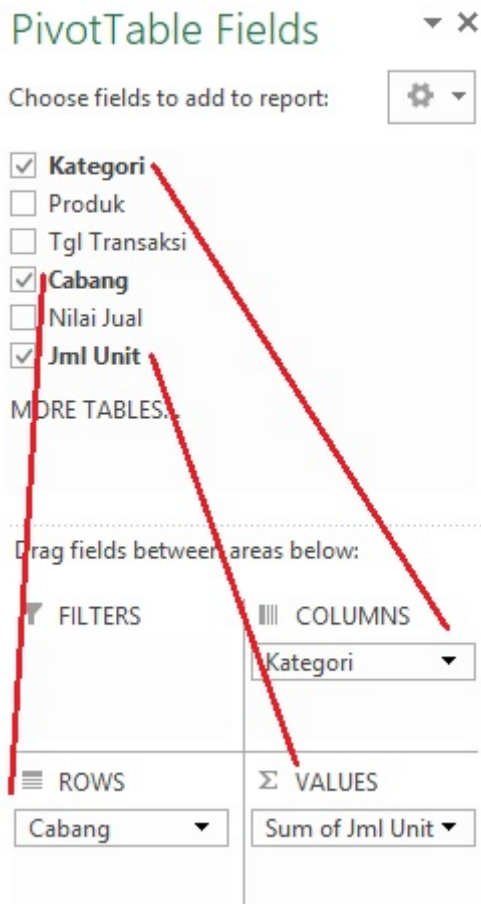 PivotTable Fields
Choose fields to add to report:
Kategori
Produk
Tgl Transaksi
Cabang
Nilai Jual
Jml Unit
MORE TABLES...
Drag fields between areas below:
FILTERS
COLUMNS
Kategori
ROWS
VALUES
Cabang
Sum of Jml Unit